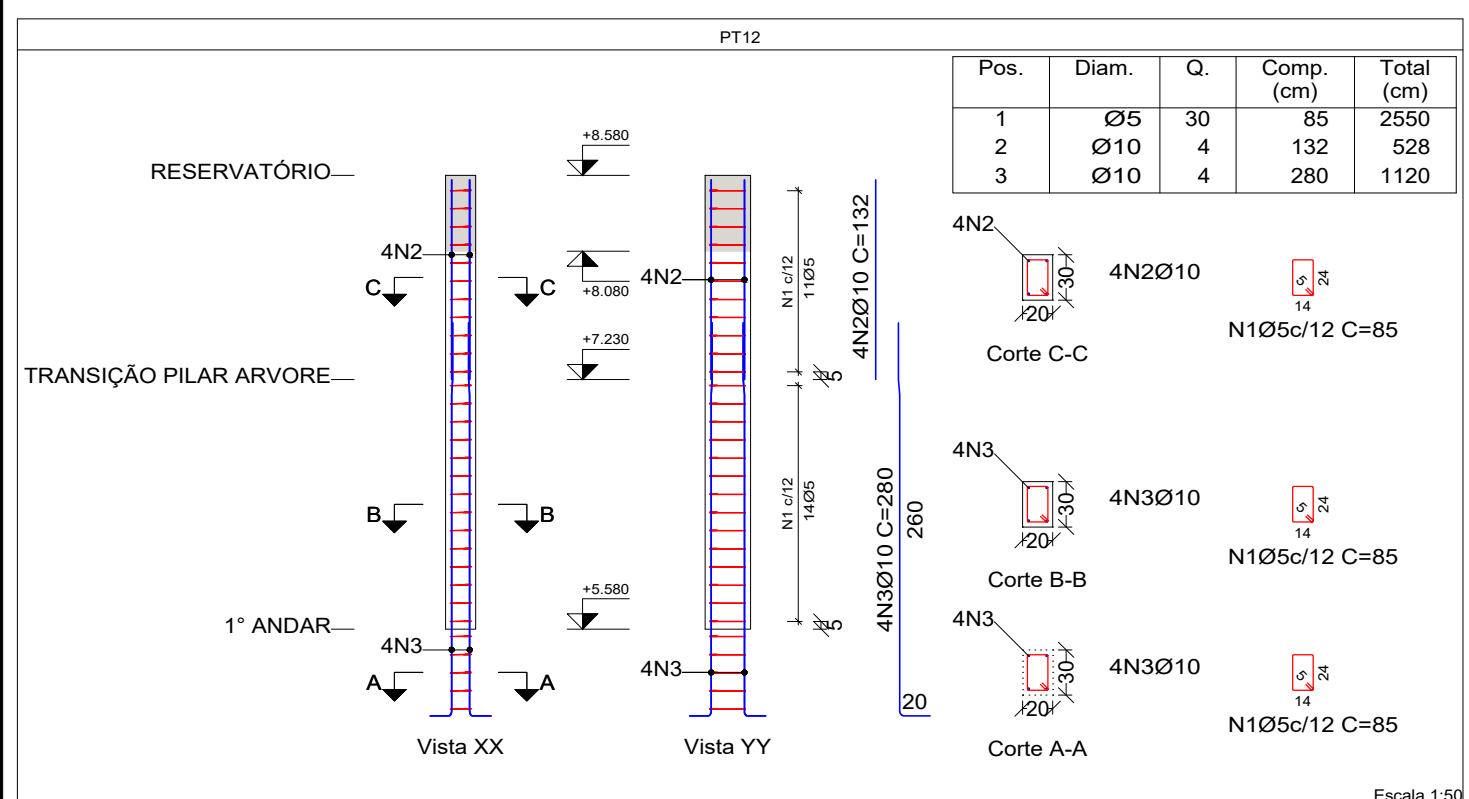 PT12
Pos. Diam. Q. Comp. (cm) Total (cm)
1 Ø5 30 85 2550
2 Ø10 4 132 528
3 Ø10 4 280 1120
RESERVATÓRIO
TRANSIÇÃO PILAR ARVORE
1° ANDAR
4N2
C C
B B
4N3
A A
Vista XX
+8.580
+8.080
+7.230
+5.580
4N2
4N3
Vista YY
N1 c/12
11Ø5
5
N1 c/12
14Ø5
5
4N2Ø10 C=132
4N3Ø10 C=280
260
20
4N2
30
20
4N2Ø10
Corte C-C
5
24
14
N1Ø5c/12 C=85
4N3
30
20
4N3Ø10
Corte B-B
5
24
14
N1Ø5c/12 C=85
4N3
30
20
4N3Ø10
Corte A-A
5
24
14
N1Ø5c/12 C=85
Escala 1:50